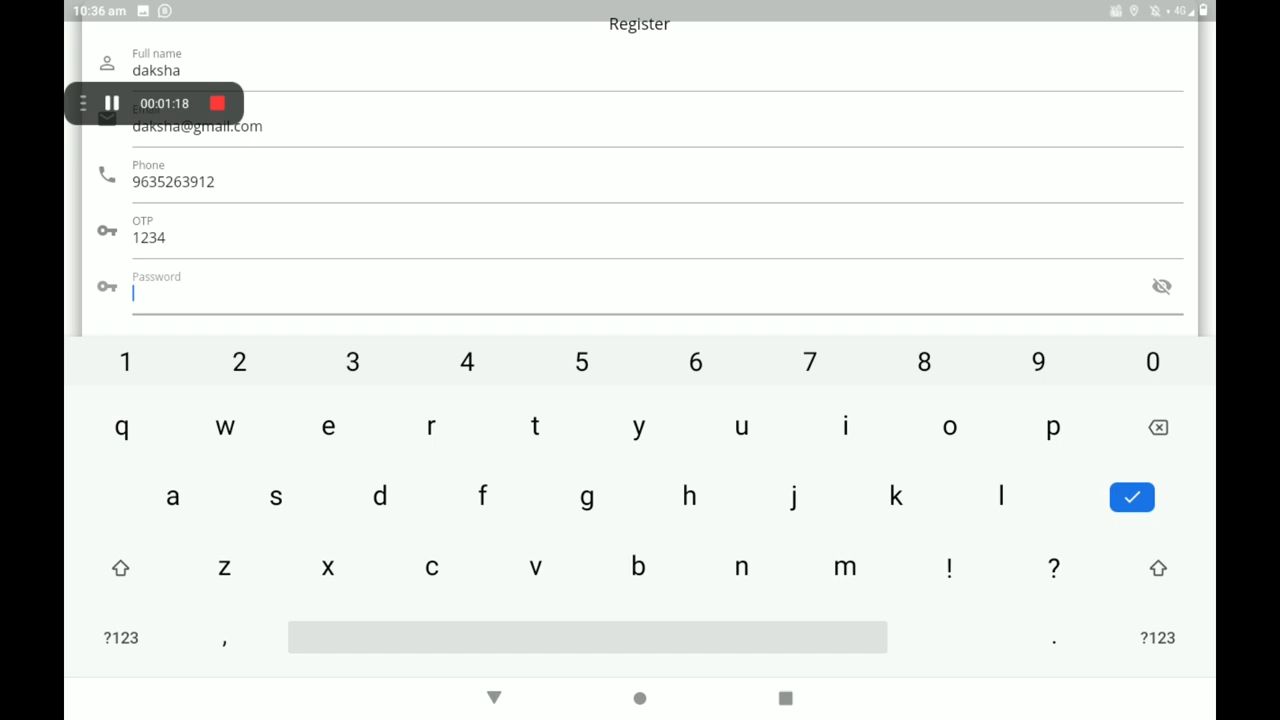 10:36 am
4G
Register
Full name
daksha
00:01:18
Email
daksha@gmail.com
Phone
9635263912
OTP
1234
Password
1 2 3 4 5 6 7 8 9 0
q w e r t y u i o p
a s d f g h j k l
z x c v b n m ! ?
?123 , . ?123